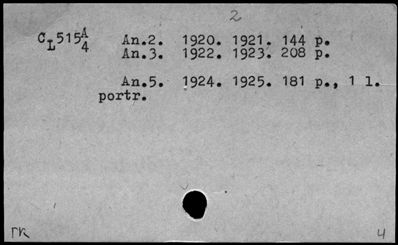 2
CL515 A/4 An.2. 1920. 1921. 144 p.
An.3. 1922. 1923. 208 p.
An.5. 1924. 1925. 181 p., 1 l.
portr.
rk 4